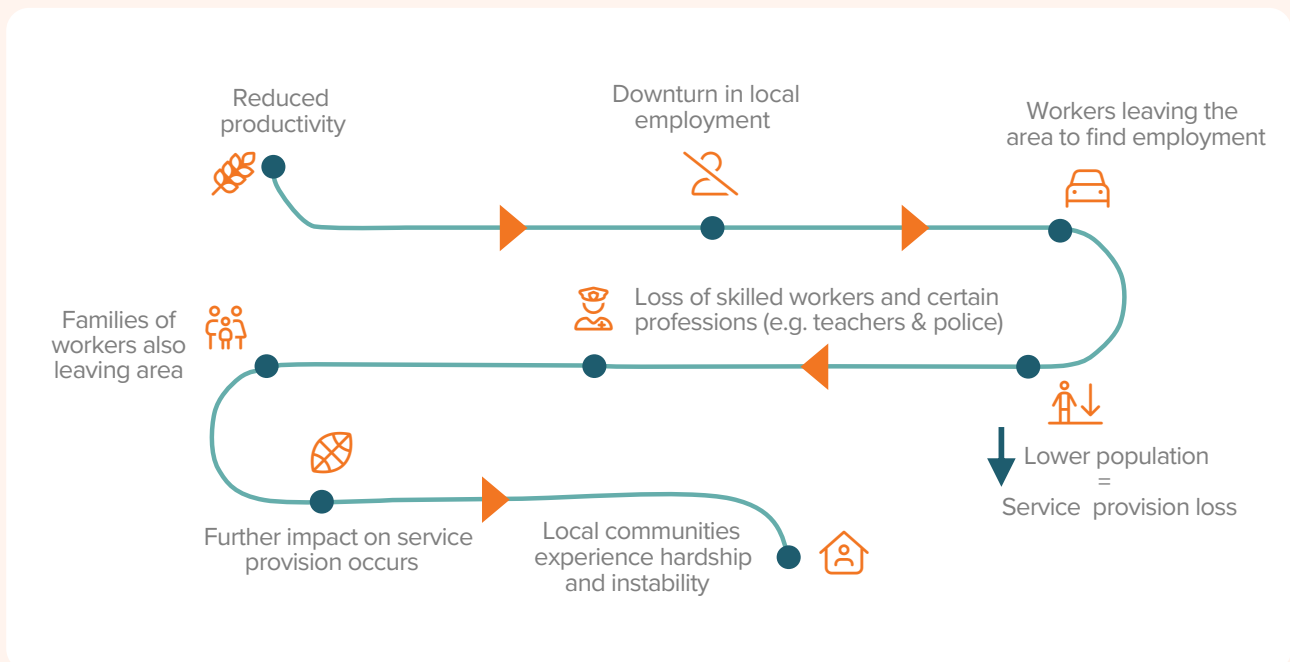 Reduced
productivity
Downturn in local
employment
Workers leaving the
area to find employment
Loss of skilled workers and certain
professions (e.g. teachers & police)
Families of
workers also
leaving area
Lower population
=
Service provision loss
Further impact on service
provision occurs
Local communities
experience hardship
and instability